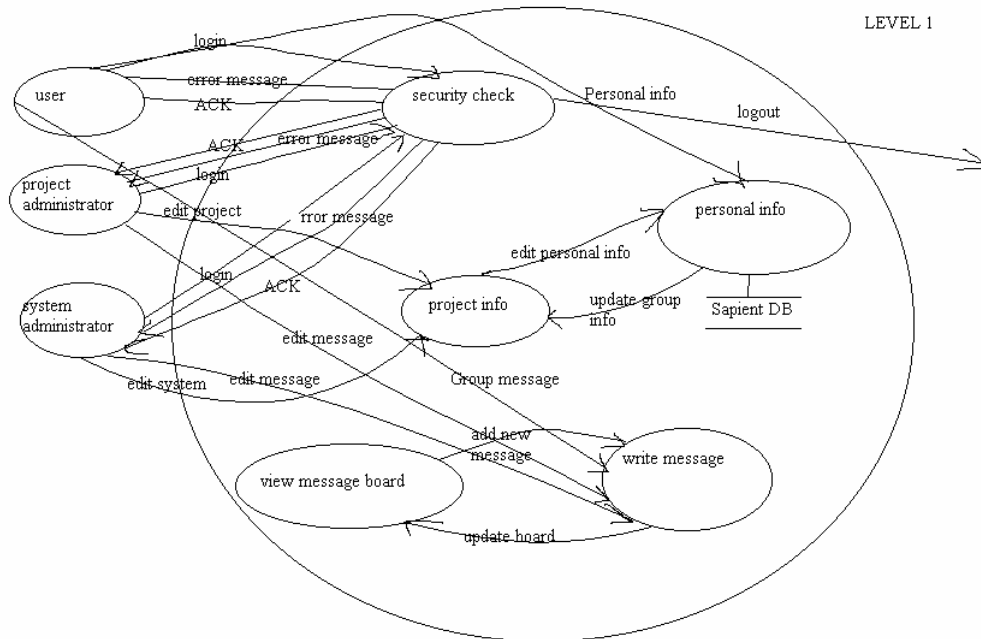 LEVEL 1
login
error message
user
ACK
security check
Personal info
logout
ACK
error message
login
project
administrator
edit project
personal info
rror message
edit personal info
login
ACK
system
administrator
project info
update group
info
Sapient DB
edit message
edit system
edit message
Group message
add new
message
write message
view message board
update board